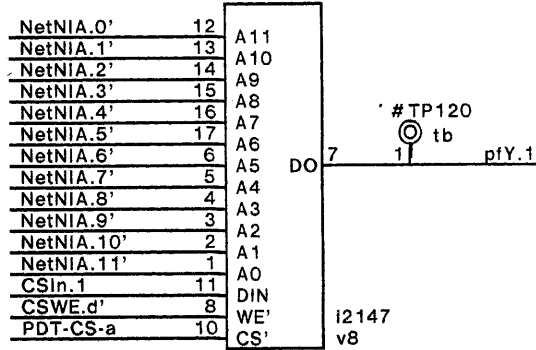 NetNIA.0' 12 A11
NetNIA.1' 13 A10
NetNIA.2' 14 A9
NetNIA.3' 15 A8
NetNIA.4' 16 A7
NetNIA.5' 17 A6
NetNIA.6' 6 A5
NetNIA.7' 5 A4
NetNIA.8' 4 A3
NetNIA.9' 3 A2
NetNIA.10' 2 A1
NetNIA.11' 1 A0
CSIn.1 11 DIN
CSWE.d' 8 WE'
PDT-CS-a 10 CS'
#TP120
tb
DO 7 1 pfY.1
i2147
v8